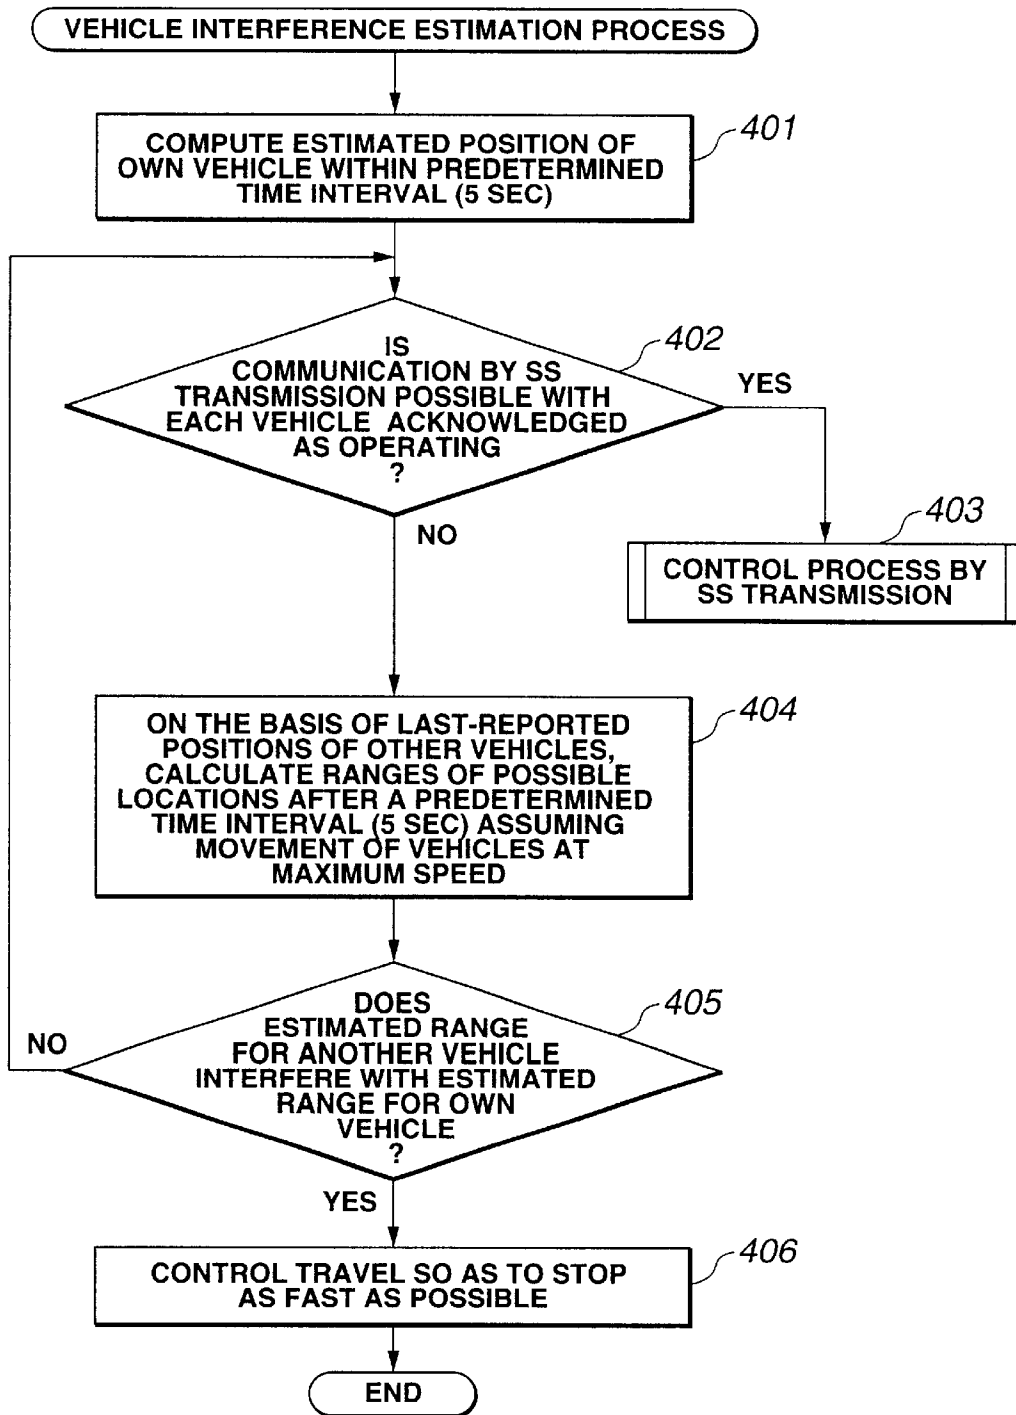 VEHICLE INTERFERENCE ESTIMATION PROCESS
401
COMPUTE ESTIMATED POSITION OF
OWN VEHICLE WITHIN PREDETERMINED
TIME INTERVAL (5 SEC)
402
IS
COMMUNICATION BY SS
TRANSMISSION POSSIBLE WITH
EACH VEHICLE ACKNOWLEDGED
AS OPERATING
?
YES
NO
403
CONTROL PROCESS BY
SS TRANSMISSION
404
ON THE BASIS OF LAST-REPORTED
POSITIONS OF OTHER VEHICLES,
CALCULATE RANGES OF POSSIBLE
LOCATIONS AFTER A PREDETERMINED
TIME INTERVAL (5 SEC) ASSUMING
MOVEMENT OF VEHICLES AT
MAXIMUM SPEED
405
DOES
ESTIMATED RANGE
FOR ANOTHER VEHICLE
INTERFERE WITH ESTIMATED
RANGE FOR OWN
VEHICLE
?
NO
YES
406
CONTROL TRAVEL SO AS TO STOP
AS FAST AS POSSIBLE
END